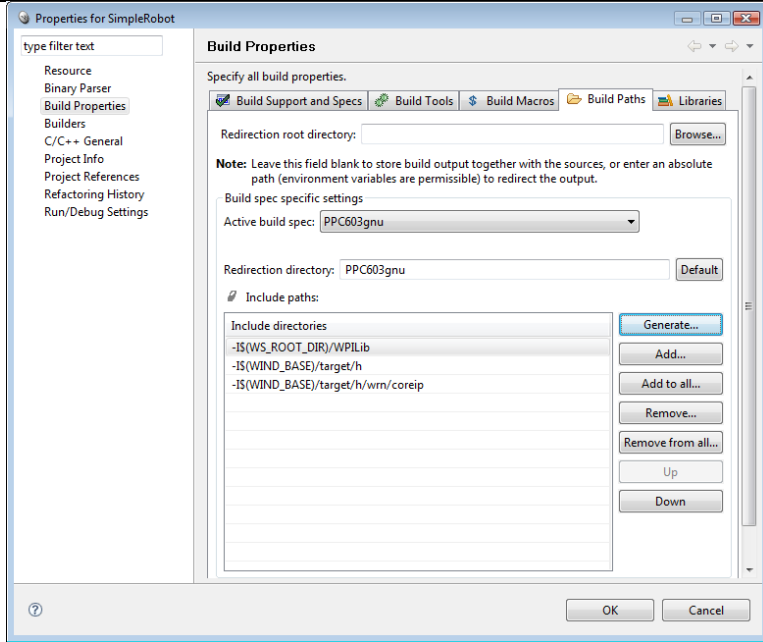 Properties for SimpleRobot
type filter text
Resource
Binary Parser
Build Properties
Builders
C/C++ General
Project Info
Project References
Refactoring History
Run/Debug Settings
Build Properties
Specify all build properties.
Build Support and Specs Build Tools $ Build Macros Build Paths Libraries
Redirection root directory: Browse...
Note: Leave this field blank to store build output together with the sources, or enter an absolute
path (environment variables are permissible) to redirect the output.
Build spec specific settings
Active build spec: PPC603gnu
Redirection directory: PPC603gnu Default
Include paths:
Include directories
-I$(WS_ROOT_DIR)/WPILib
-I$(WIND_BASE)/target/h
-I$(WIND_BASE)/target/h/wrn/coreip
Generate...
Add...
Add to all...
Remove...
Remove from all...
Up
Down
? OK Cancel